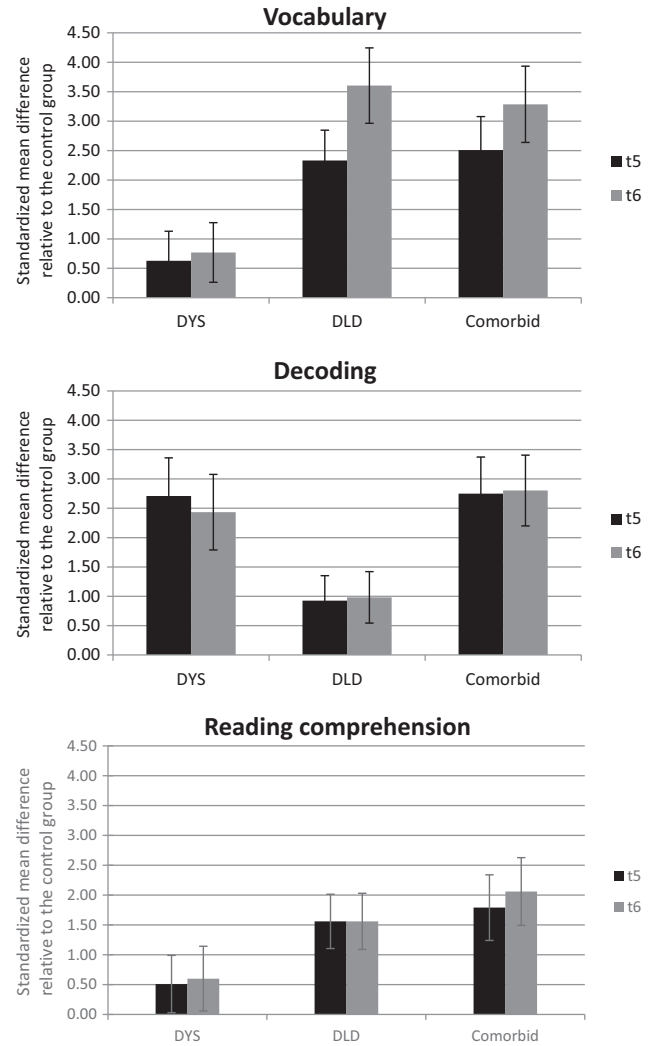 Vocabulary
Standardized mean difference
relative to the control group
4.50
4.00
3.50
3.00
2.50
2.00
1.50
1.00
0.50
0.00
DYS DLD Comorbid
t5
t6
Decoding
Standardized mean difference
relative to the control group
4.50
4.00
3.50
3.00
2.50
2.00
1.50
1.00
0.50
0.00
DYS DLD Comorbid
t5
t6
Reading comprehension
Standardized mean difference
relative to the control group
4.50
4.00
3.50
3.00
2.50
2.00
1.50
1.00
0.50
0.00
DYS DLD Comorbid
t5
t6